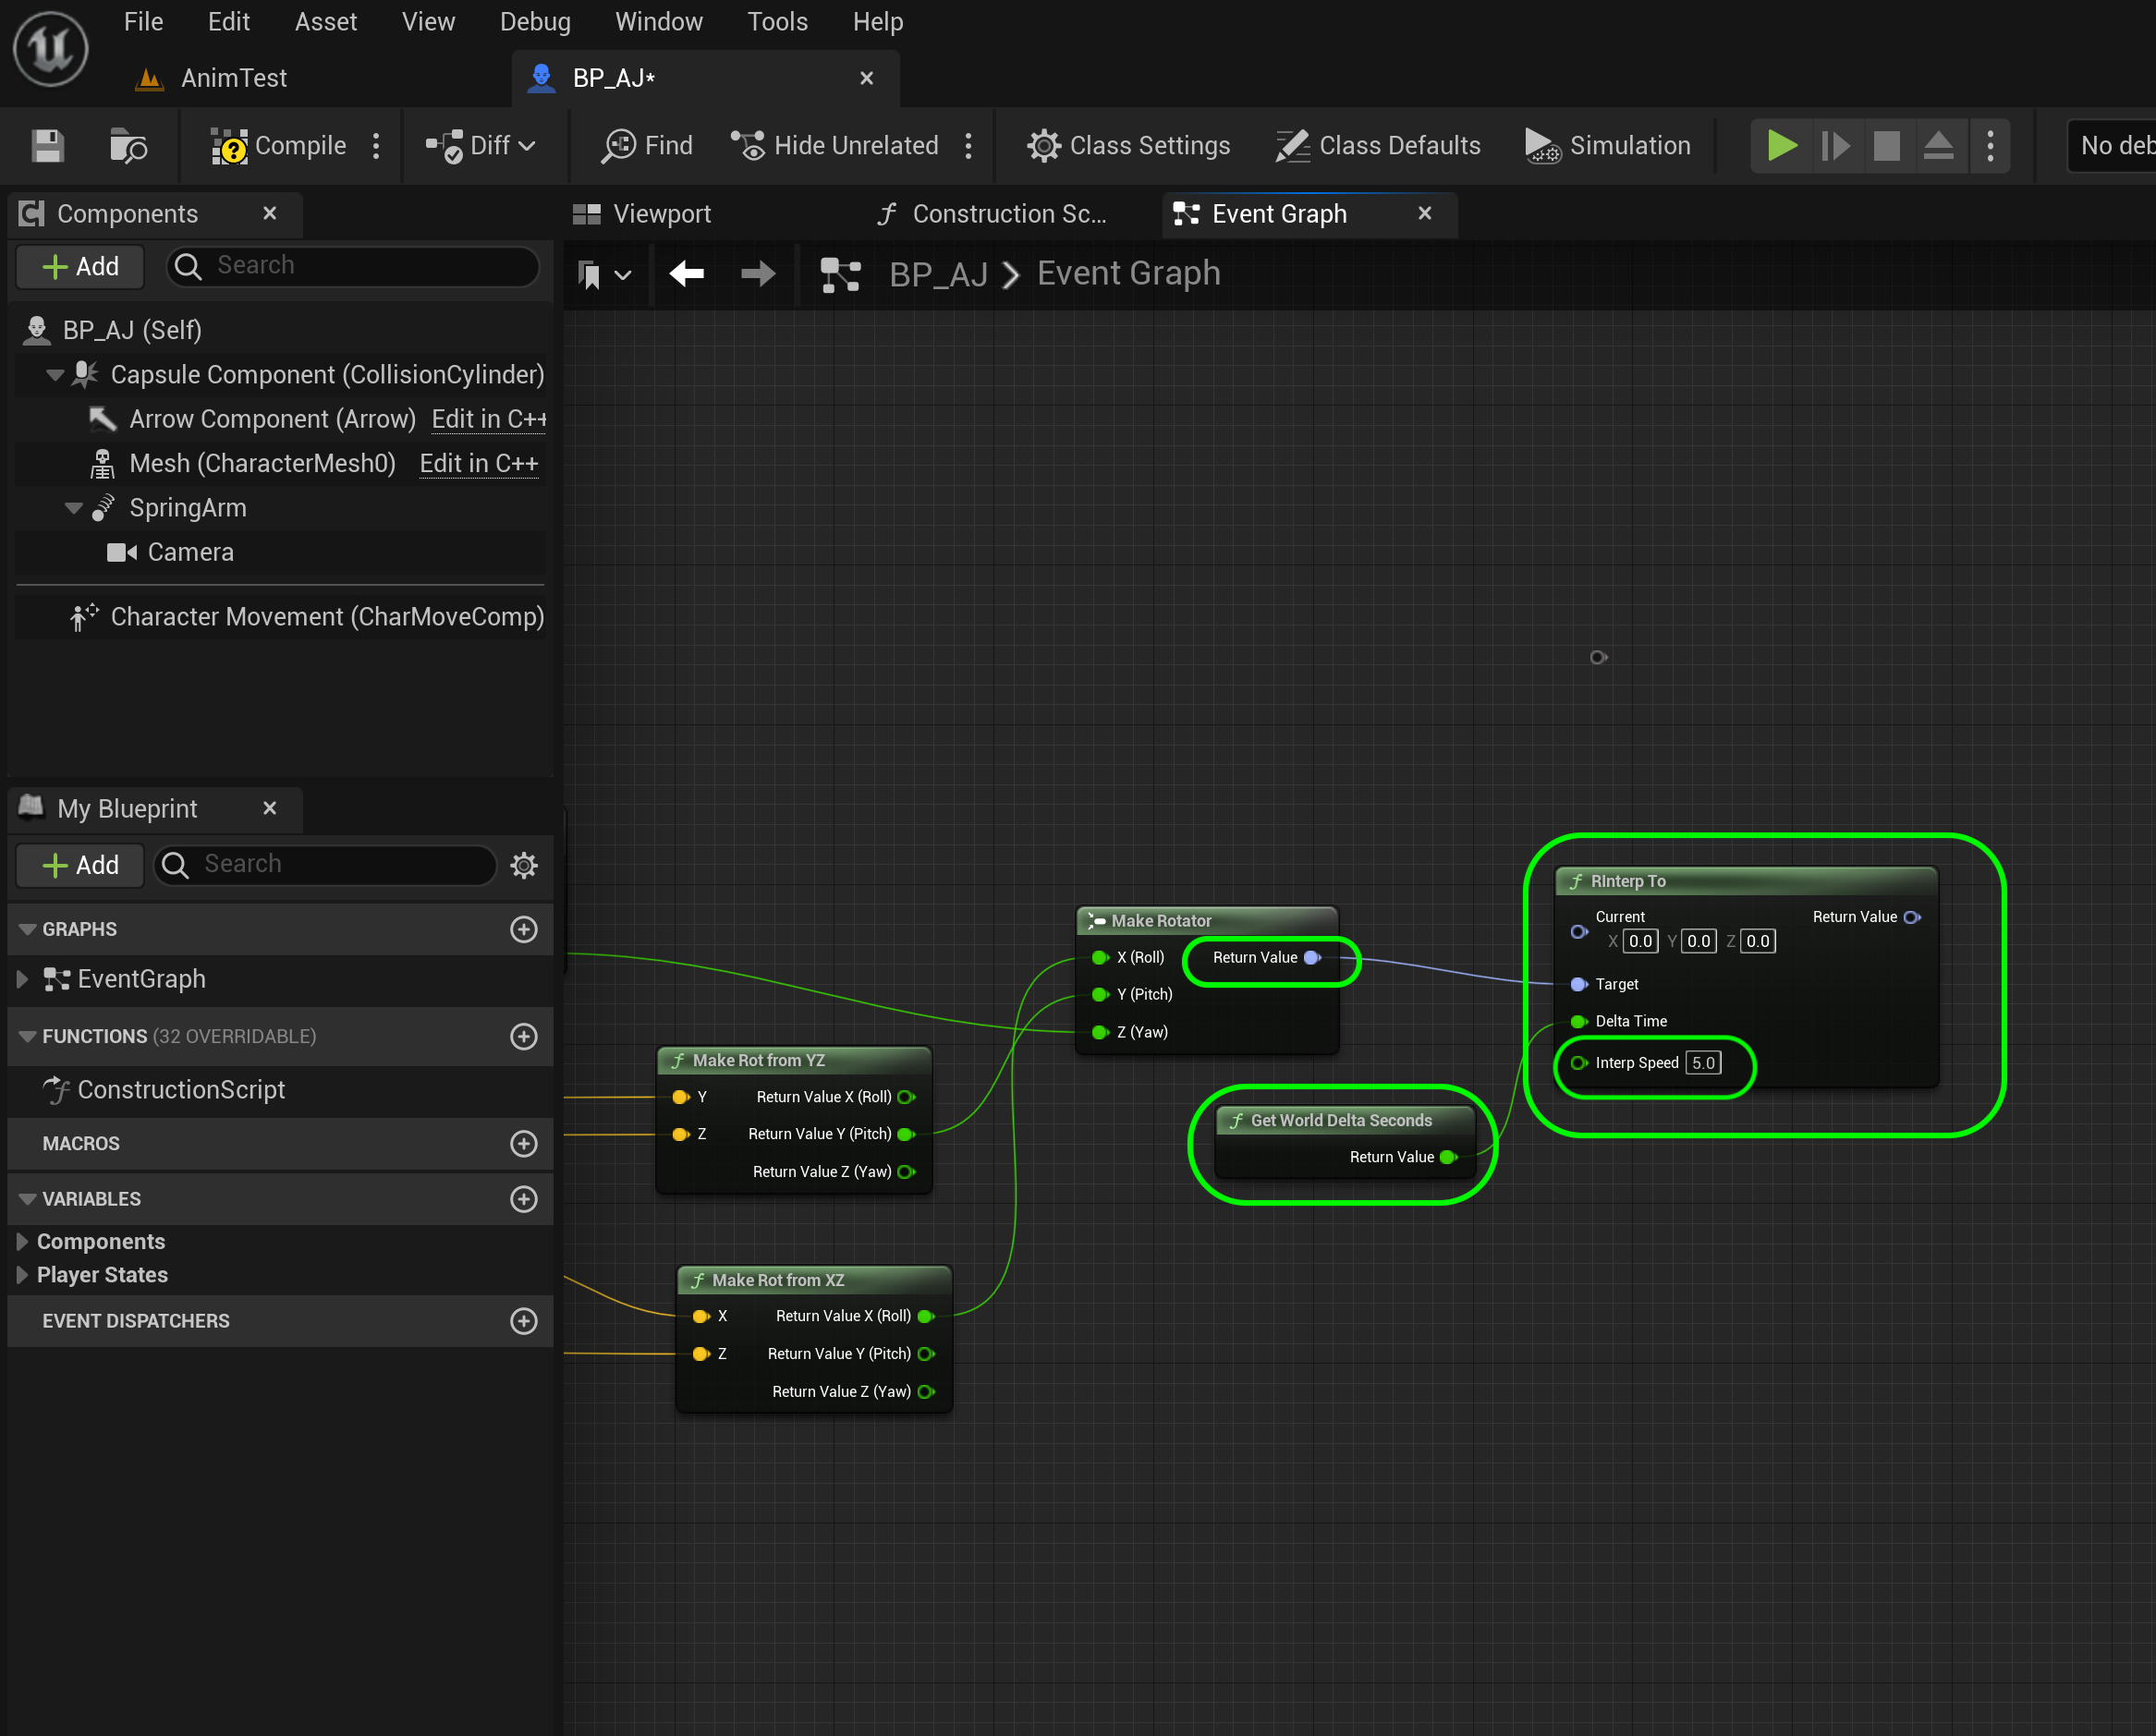 File Edit Asset View Debug Window Tools Help
AnimTest
BP_AJ*
Compile
Diff
Find
Hide Unrelated
Class Settings
Class Defaults
Simulation
No deb
Components
Add
Search
BP_AJ (Self)
Capsule Component (CollisionCylinder)
Arrow Component (Arrow) Edit in C++
Mesh (CharacterMesh0) Edit in C++
SpringArm
Camera
Character Movement (CharMoveComp)
My Blueprint
Add
Search
GRAPHS
EventGraph
FUNCTIONS (32 OVERRIDABLE)
ConstructionScript
MACROS
VARIABLES
Components
Player States
EVENT DISPATCHERS
Viewport
Construction Sc...
Event Graph
BP_AJ > Event Graph
Make Rot from YZ
Y Return Value X (Roll)
Z Return Value Y (Pitch)
Return Value Z (Yaw)
Make Rot from XZ
X Return Value X (Roll)
Z Return Value Y (Pitch)
Return Value Z (Yaw)
Make Rotator
X (Roll) Return Value
Y (Pitch)
Z (Yaw)
Get World Delta Seconds
Return Value
RInterp To
Current Return Value
X 0.0 Y 0.0 Z 0.0
Target
Delta Time
Interp Speed 5.0